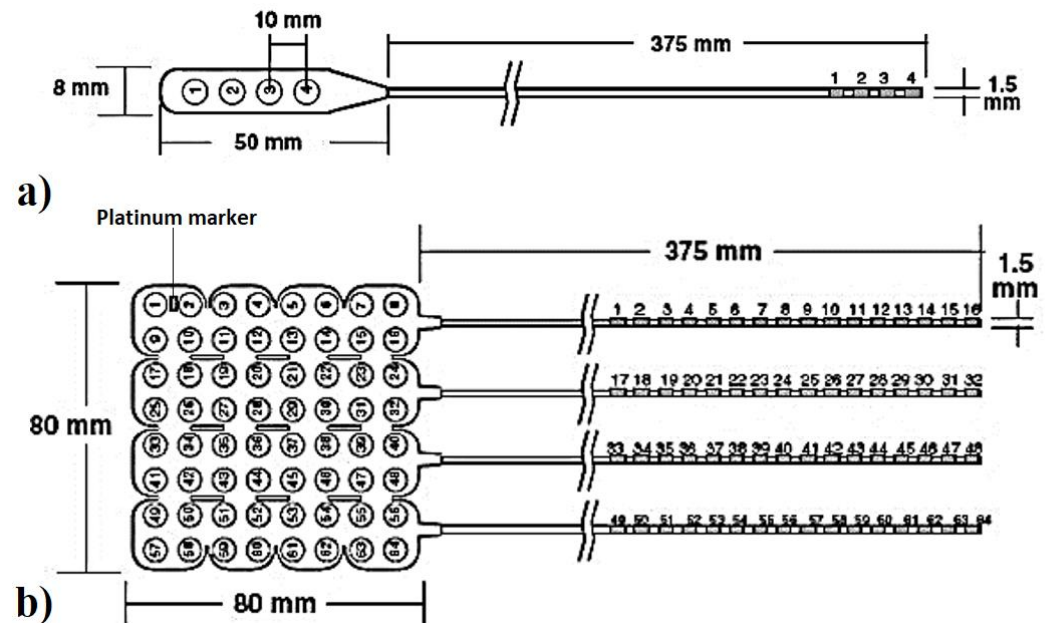 10 mm
375 mm
8 mm
1 2 3 4
1 2 3 4
1.5
mm
50 mm
a)
Platinum marker
375 mm
1.5
mm
1 2 3 4 5 6 7 8
1 2 3 4 5 6 7 8 9 10 11 12 13 14 15 16
9 10 11 12 13 14 15 16
17 18 19 20 21 22 23 24
17 18 19 20 21 22 23 24 25 26 27 28 29 30 31 32
25 26 27 28 30 31 32
80 mm
34 35 36 37 38 39 40
33 34 35 36 37 38 39 40 41 42 43 44 45 46 47 48
41 42 43 44 45 46 47 48
49 50 51 52 53 54 55 56
49 50 51 52 53 54 55 56 57 58 59 60 61 62 63 64
57 58 59 60 61 62 63 64
80 mm
b)